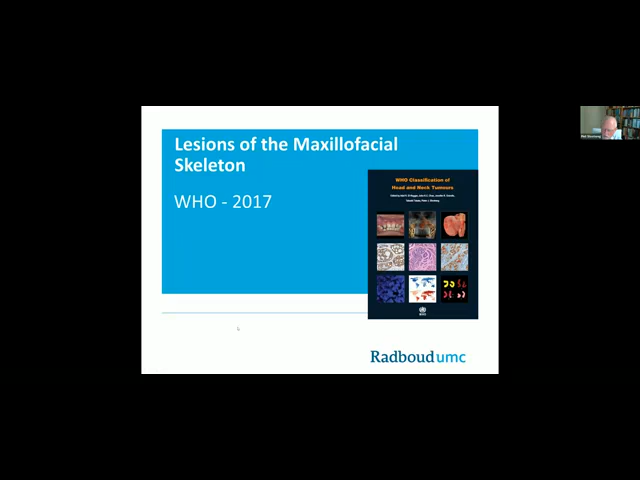 Lesions of the Maxillofacial
Skeleton
WHO - 2017
WHO Classification of
Head and Neck Tumours
Radboudumc